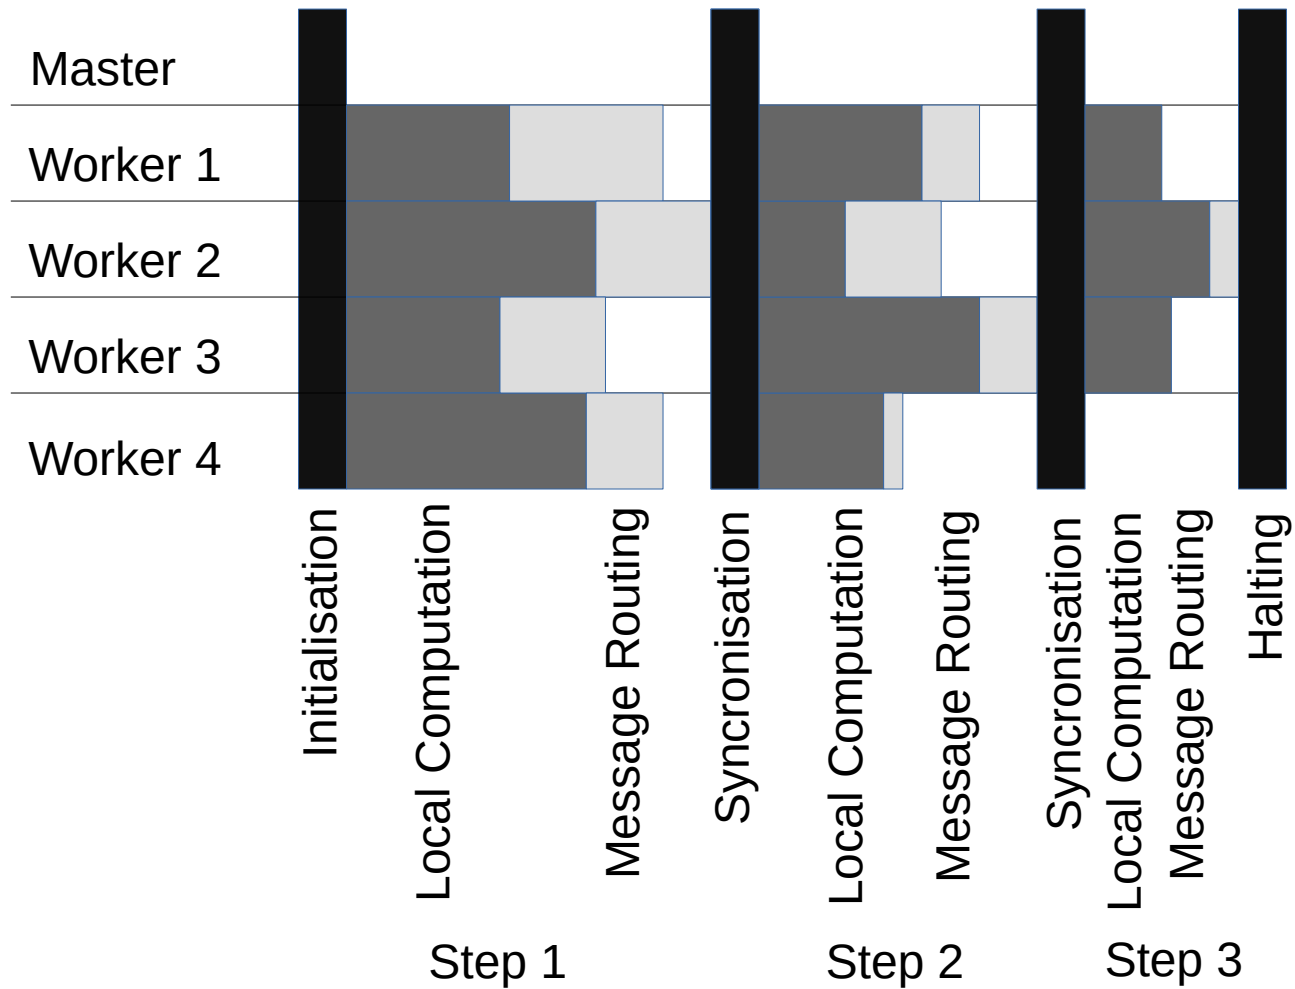 Master
Worker 1
Worker 2
Worker 3
Worker 4
Initialisation
Local Computation
Message Routing
Syncronisation
Local Computation
Message Routing
Syncronisation
Local Computation
Message Routing
Halting
Step 1
Step 2
Step 3